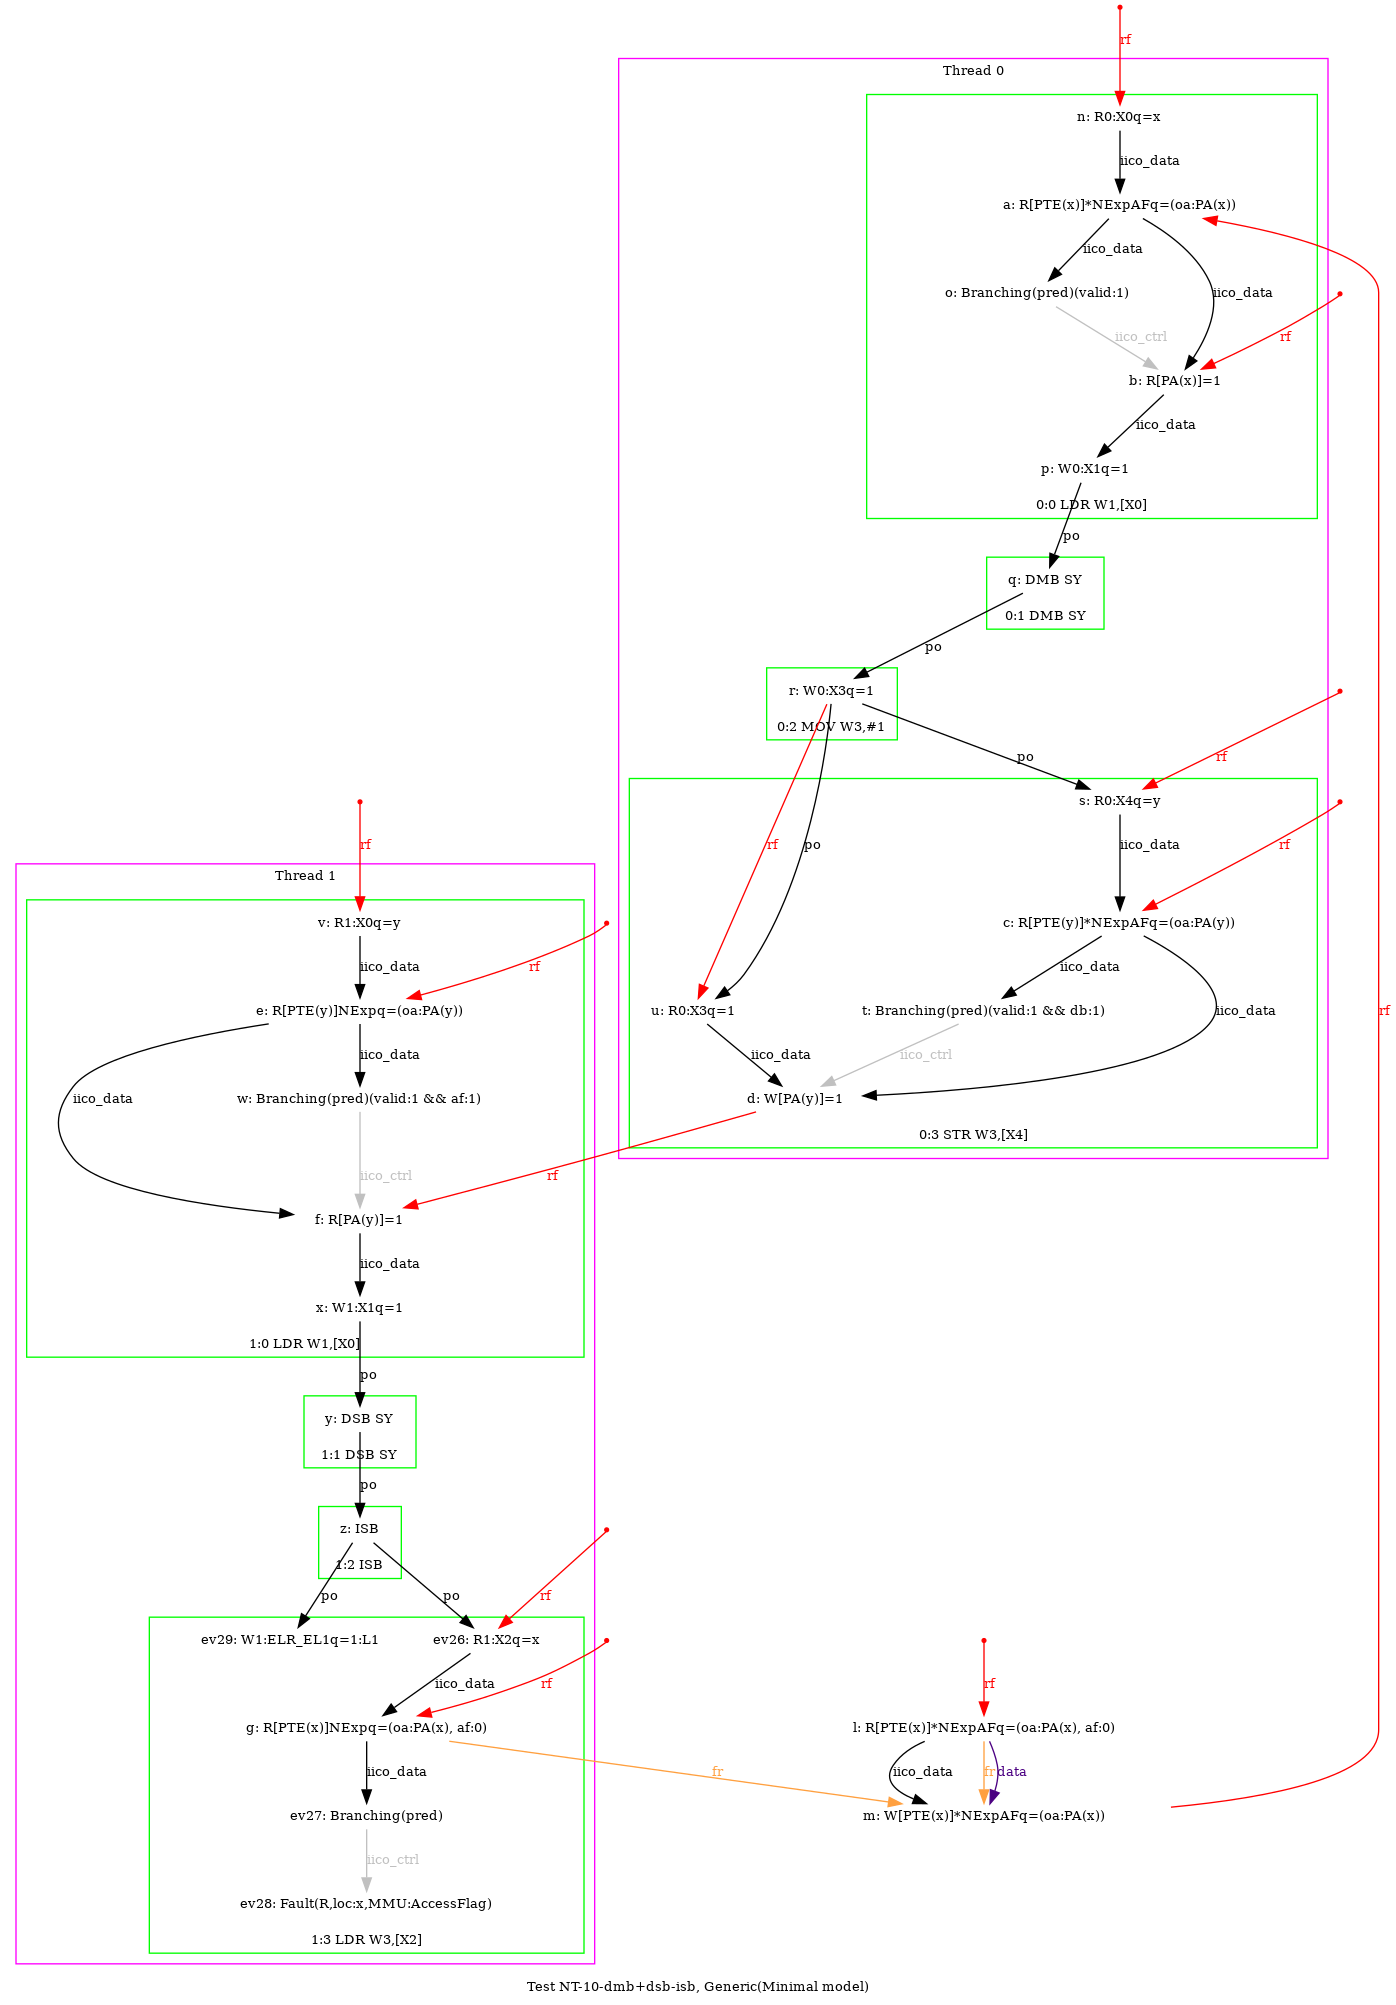 rf
Thread 0
n: R0:X0q=x
iico_data
a: R[PTE(x)]*NExpAFq=(oa:PA(x))
iico_data
o: Branching(pred)(valid:1)
iico_data
iico_ctrl
rf
b: R[PA(x)]=1
iico_data
p: W0:X1q=1
0:0 LDR W1,[X0]
po
q: DMB SY
0:1 DMB SY
po
r: W0:X3q=1
0:2 MOV W3,#1
po
rf
s: R0:X4q=y
rf
po
iico_data
rf
c: R[PTE(y)]*NExpAFq=(oa:PA(y))
iico_data
u: R0:X3q=1
t: Branching(pred)(valid:1 && db:1)
iico_data
rf
iico_data
iico_ctrl
d: W[PA(y)]=1
0:3 STR W3,[X4]
rf
rf
Thread 1
v: R1:X0q=y
iico_data
rf
e: R[PTE(y)]NExpq=(oa:PA(y))
iico_data
iico_data
w: Branching(pred)(valid:1 && af:1)
iico_ctrl
f: R[PA(y)]=1
iico_data
x: W1:X1q=1
1:0 LDR W1,[X0]
po
y: DSB SY
1:1 DSB SY
po
z: ISB
1:2 ISB
po
po
rf
ev29: W1:ELR_EL1q=1:L1
ev26: R1:X2q=x
iico_data
rf
g: R[PTE(x)]NExpq=(oa:PA(x), af:0)
iico_data
fr
ev27: Branching(pred)
iico_ctrl
ev28: Fault(R,loc:x,MMU:AccessFlag)
1:3 LDR W3,[X2]
rf
l: R[PTE(x)]*NExpAFq=(oa:PA(x), af:0)
iico_data
fr
data
m: W[PTE(x)]*NExpAFq=(oa:PA(x))
Test NT-10-dmb+dsb-isb, Generic(Minimal model)